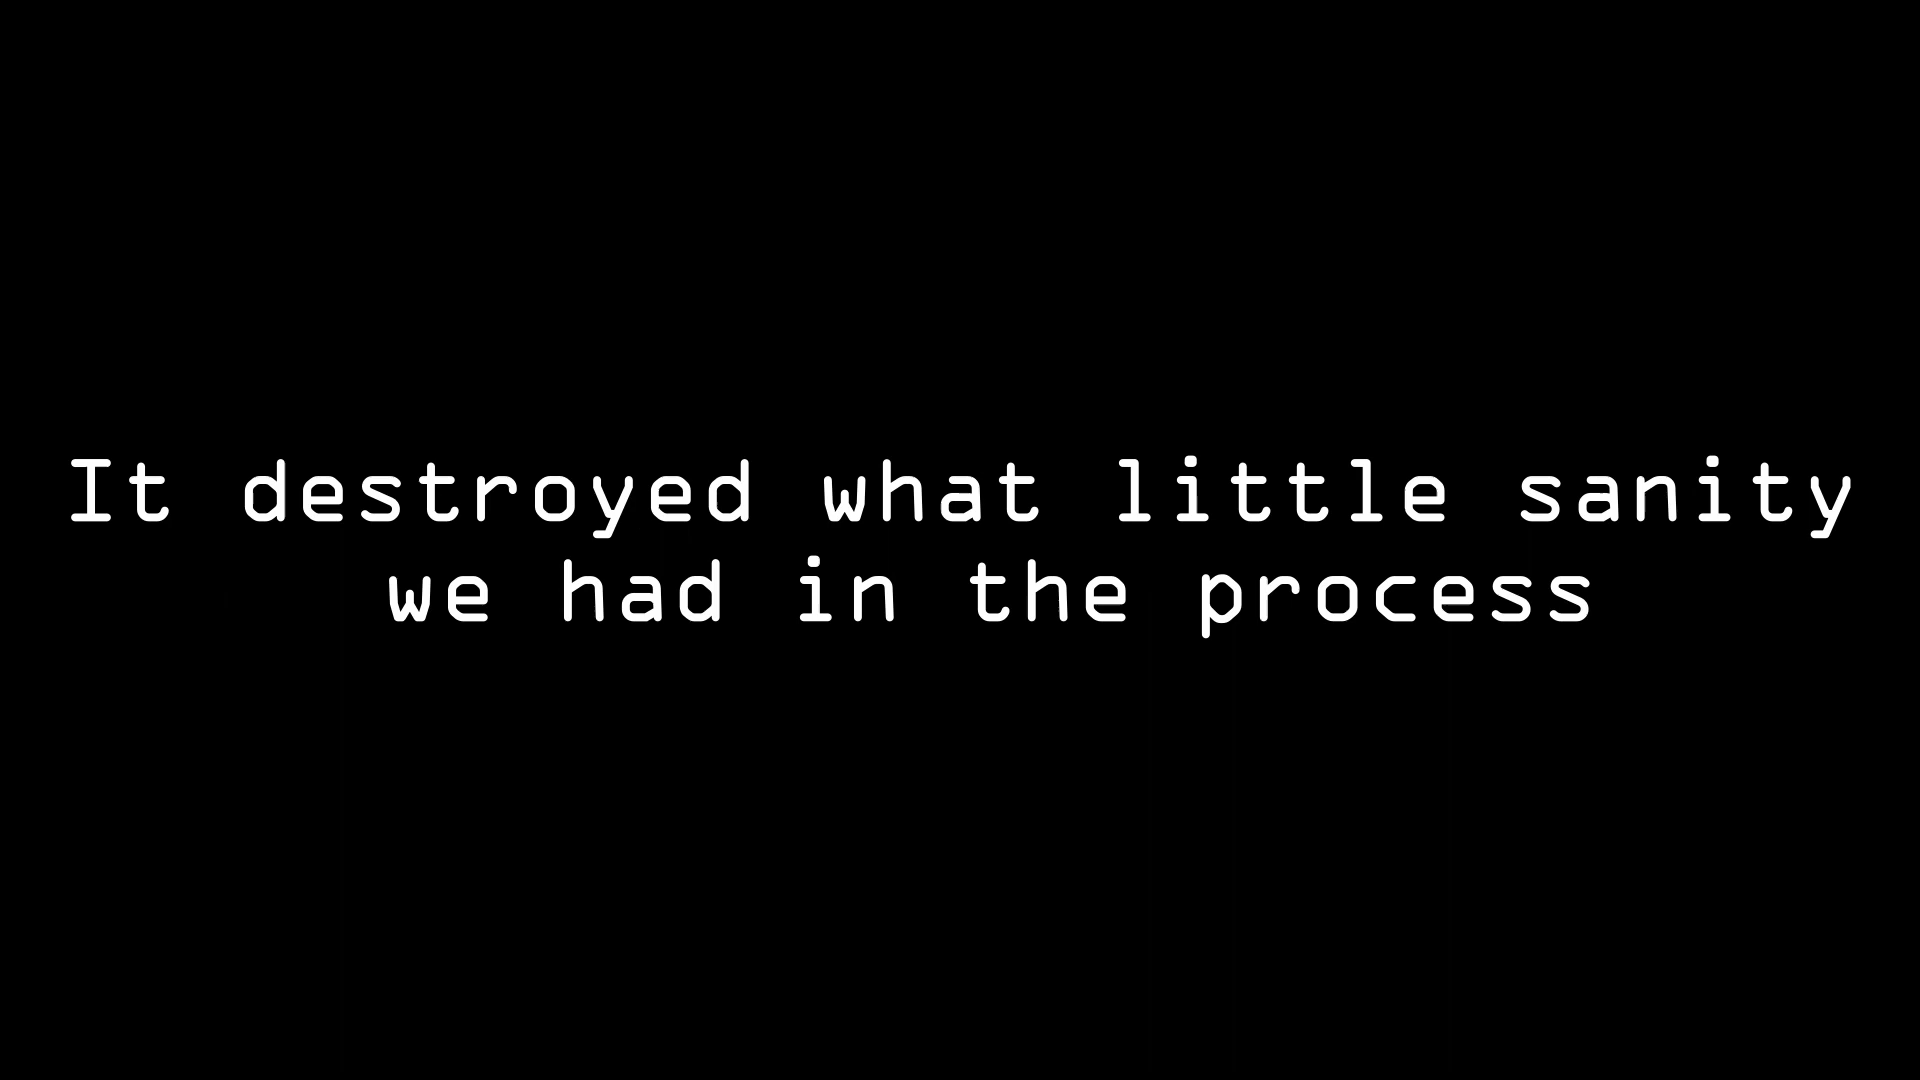 It destroyed what little sanity
we had in the process